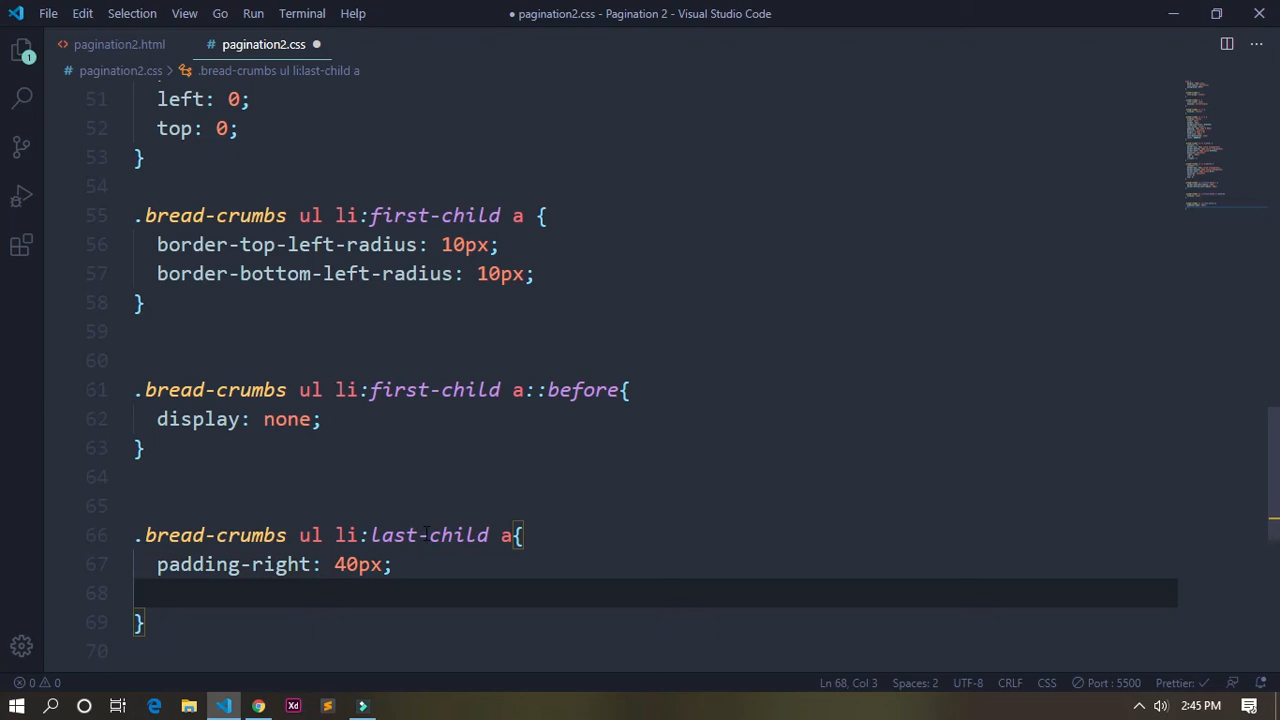 File Edit Selection View Go Run Terminal Help
● pagination2.css - Pagination 2 - Visual Studio Code
pagination2.html
# pagination2.css ●
# pagination2.css > .bread-crumbs ul li:last-child a
51 left: 0;
52 top: 0;
53 }
54
55 .bread-crumbs ul li:first-child a {
56 border-top-left-radius: 10px;
57 border-bottom-left-radius: 10px;
58 }
59
60
61 .bread-crumbs ul li:first-child a::before{
62 display: none;
63 }
64
65
66 .bread-crumbs ul li:last-child a{
67 padding-right: 40px;
68
69 }
70
1
0 0
Ln 68, Col 3 Spaces: 2 UTF-8 CRLF CSS Port : 5500 Prettier: ✓
Xd
2:45 PM